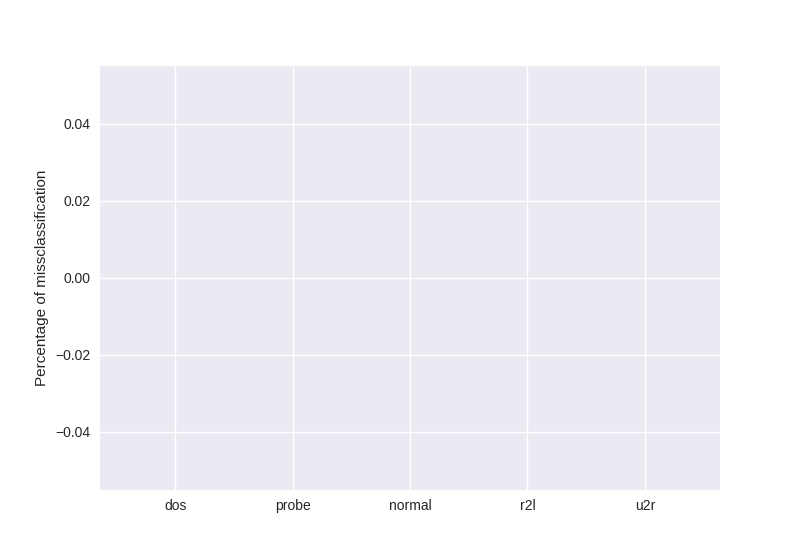 Percentage of missclassification
0.04
0.02
0.00
−0.02
−0.04
dos probe normal r2l u2r